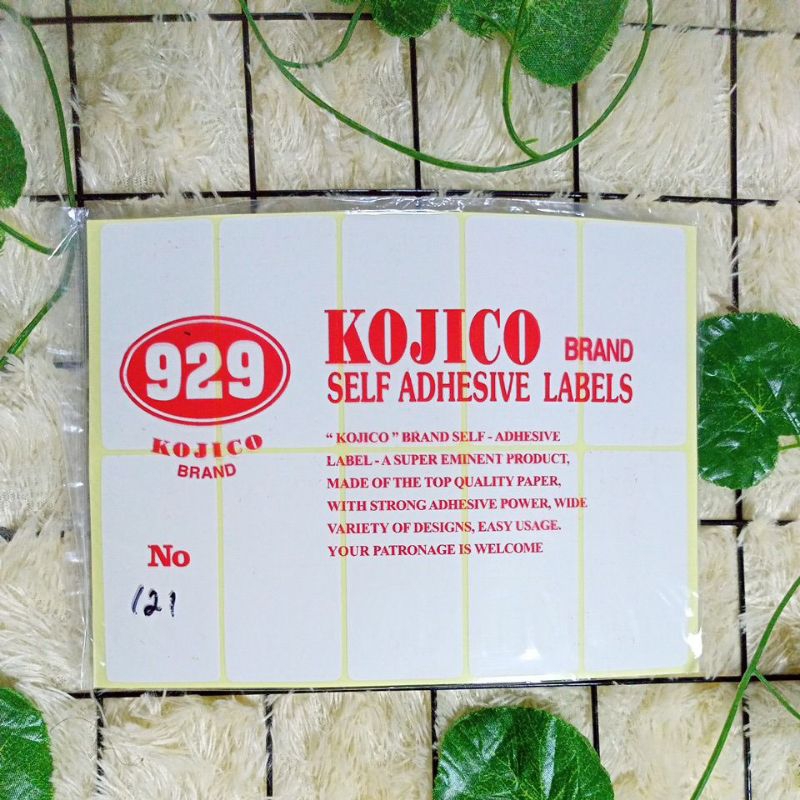 929
KOJICO
BRAND
No
121
KOJICO BRAND
SELF ADHESIVE LABELS
“ KOJICO ” BRAND SELF - ADHESIVE
LABEL - A SUPER EMINENT PRODUCT,
MADE OF THE TOP QUALITY PAPER,
WITH STRONG ADHESIVE POWER, WIDE
VARIETY OF DESIGNS, EASY USAGE.
YOUR PATRONAGE IS WELCOME